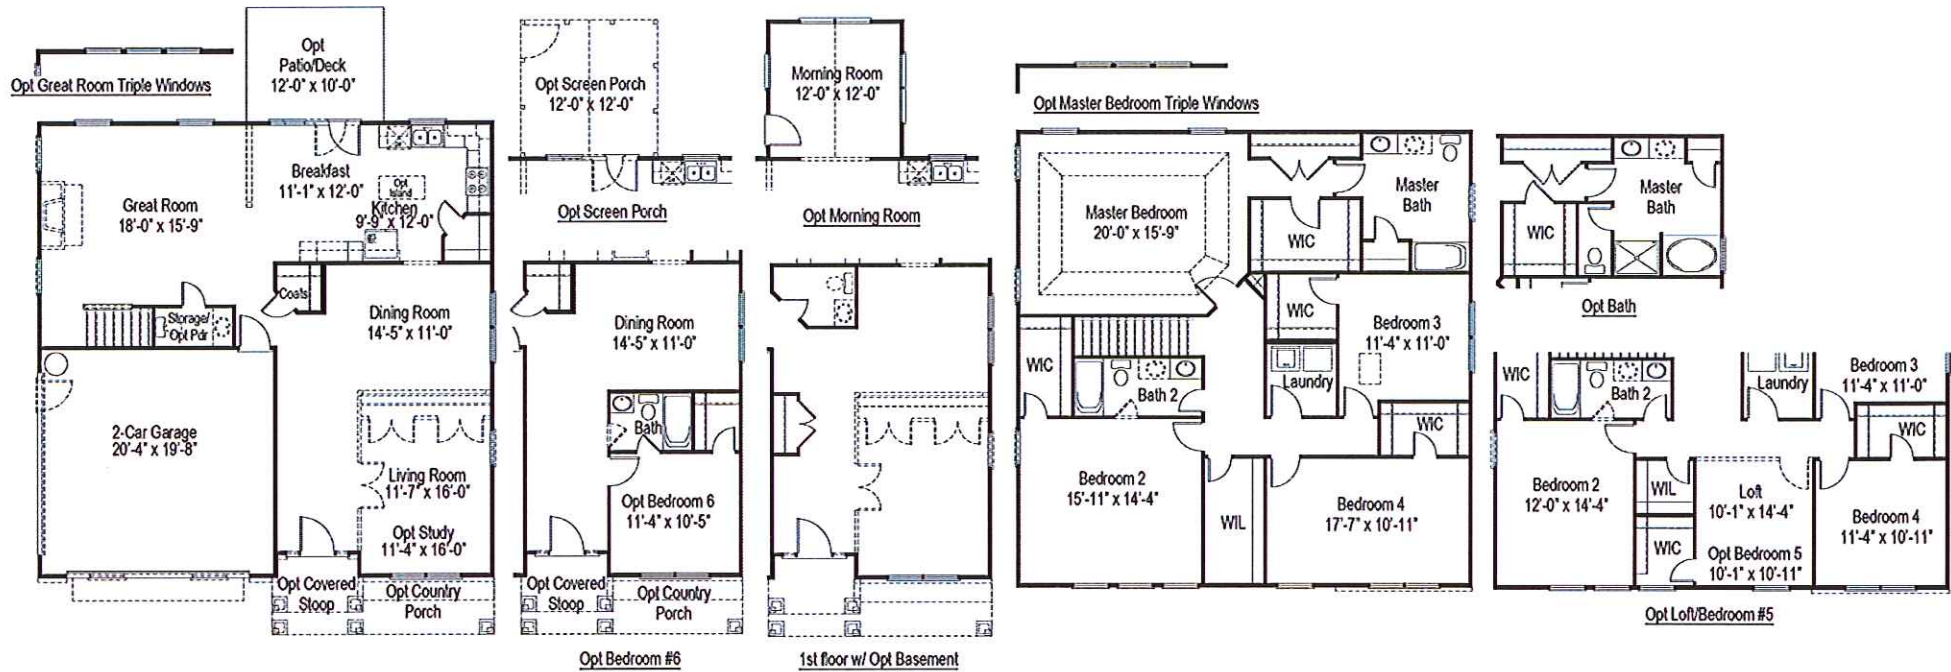 Opt Great Room Triple Windows
Opt
Patio/Deck
12'-0" x 10'-0"
Great Room
18'-0" x 15'-9"
Breakfast
11'-1" x 12'-0"
Opt
Island
Kitchen
9'-9" x 12'-0"
Coats
Storage/
Opt Pdr
Dining Room
14'-5" x 11'-0"
2-Car Garage
20'-4" x 19'-8"
Living Room
11'-7" x 16'-0"
Opt Study
11'-4" x 16'-0"
Opt Covered
Stoop
Opt Country
Porch
Opt Screen Porch
12'-0" x 12'-0"
Opt Screen Porch
Dining Room
14'-5" x 11'-0"
Bath
Opt Bedroom 6
11'-4" x 10'-5"
Opt Covered
Stoop
Opt Country
Porch
Opt Bedroom #6
Morning Room
12'-0" x 12'-0"
Opt Morning Room
1st floor w/ Opt Basement
Opt Master Bedroom Triple Windows
Master Bedroom
20'-0" x 15'-9"
WIC
Master
Bath
WIC
Bedroom 3
11'-4" x 11'-0"
WIC
Bath 2
Laundry
WIC
Bedroom 2
15'-11" x 14'-4"
WIL
Bedroom 4
17'-7" x 10'-11"
WIC
Master
Bath
Opt Bath
WIC
Bath 2
Laundry
Bedroom 3
11'-4" x 11'-0"
WIC
Bedroom 2
12'-0" x 14'-4"
WIL
WIC
Loft
10'-1" x 14'-4"
Opt Bedroom 5
10'-1" x 10'-11"
Bedroom 4
11'-4" x 10'-11"
Opt Loft/Bedroom #5